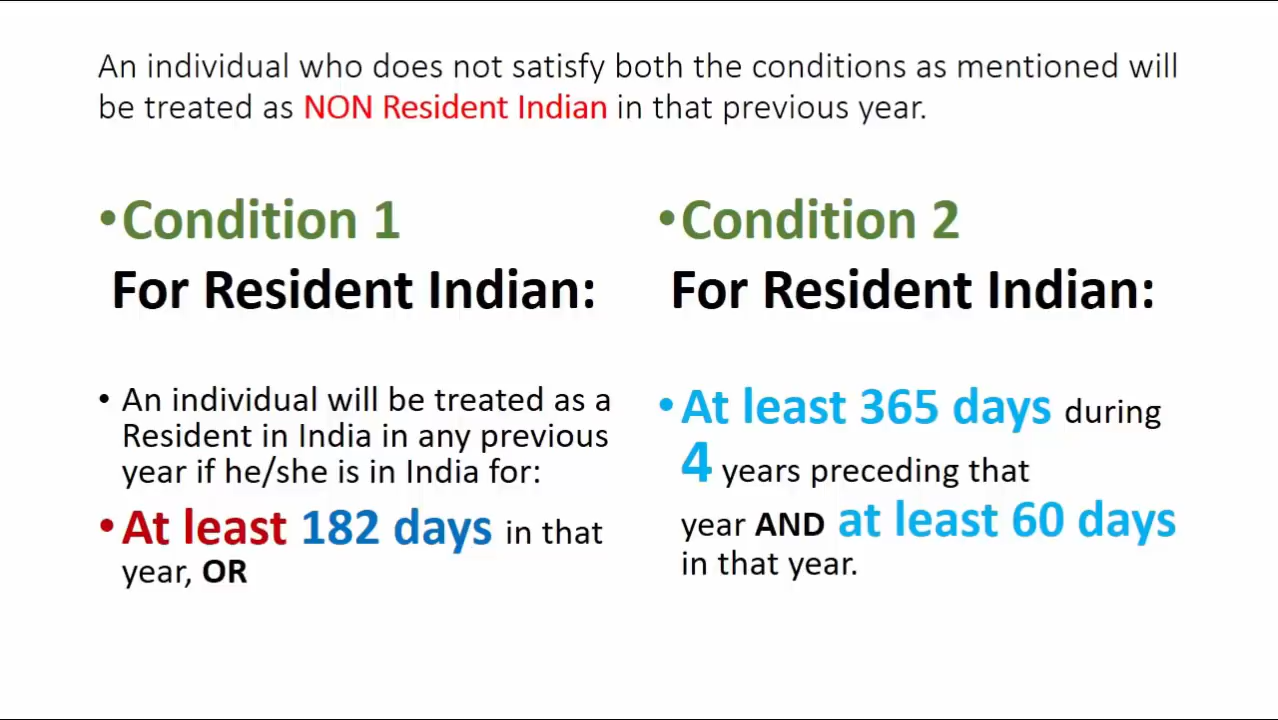 An individual who does not satisfy both the conditions as mentioned will
be treated as NON Resident Indian in that previous year.
•Condition 1
For Resident Indian:
• An individual will be treated as a
Resident in India in any previous
year if he/she is in India for:
•At least 182 days in that
year, OR
•Condition 2
For Resident Indian:
•At least 365 days during
4 years preceding that
year AND at least 60 days
in that year.